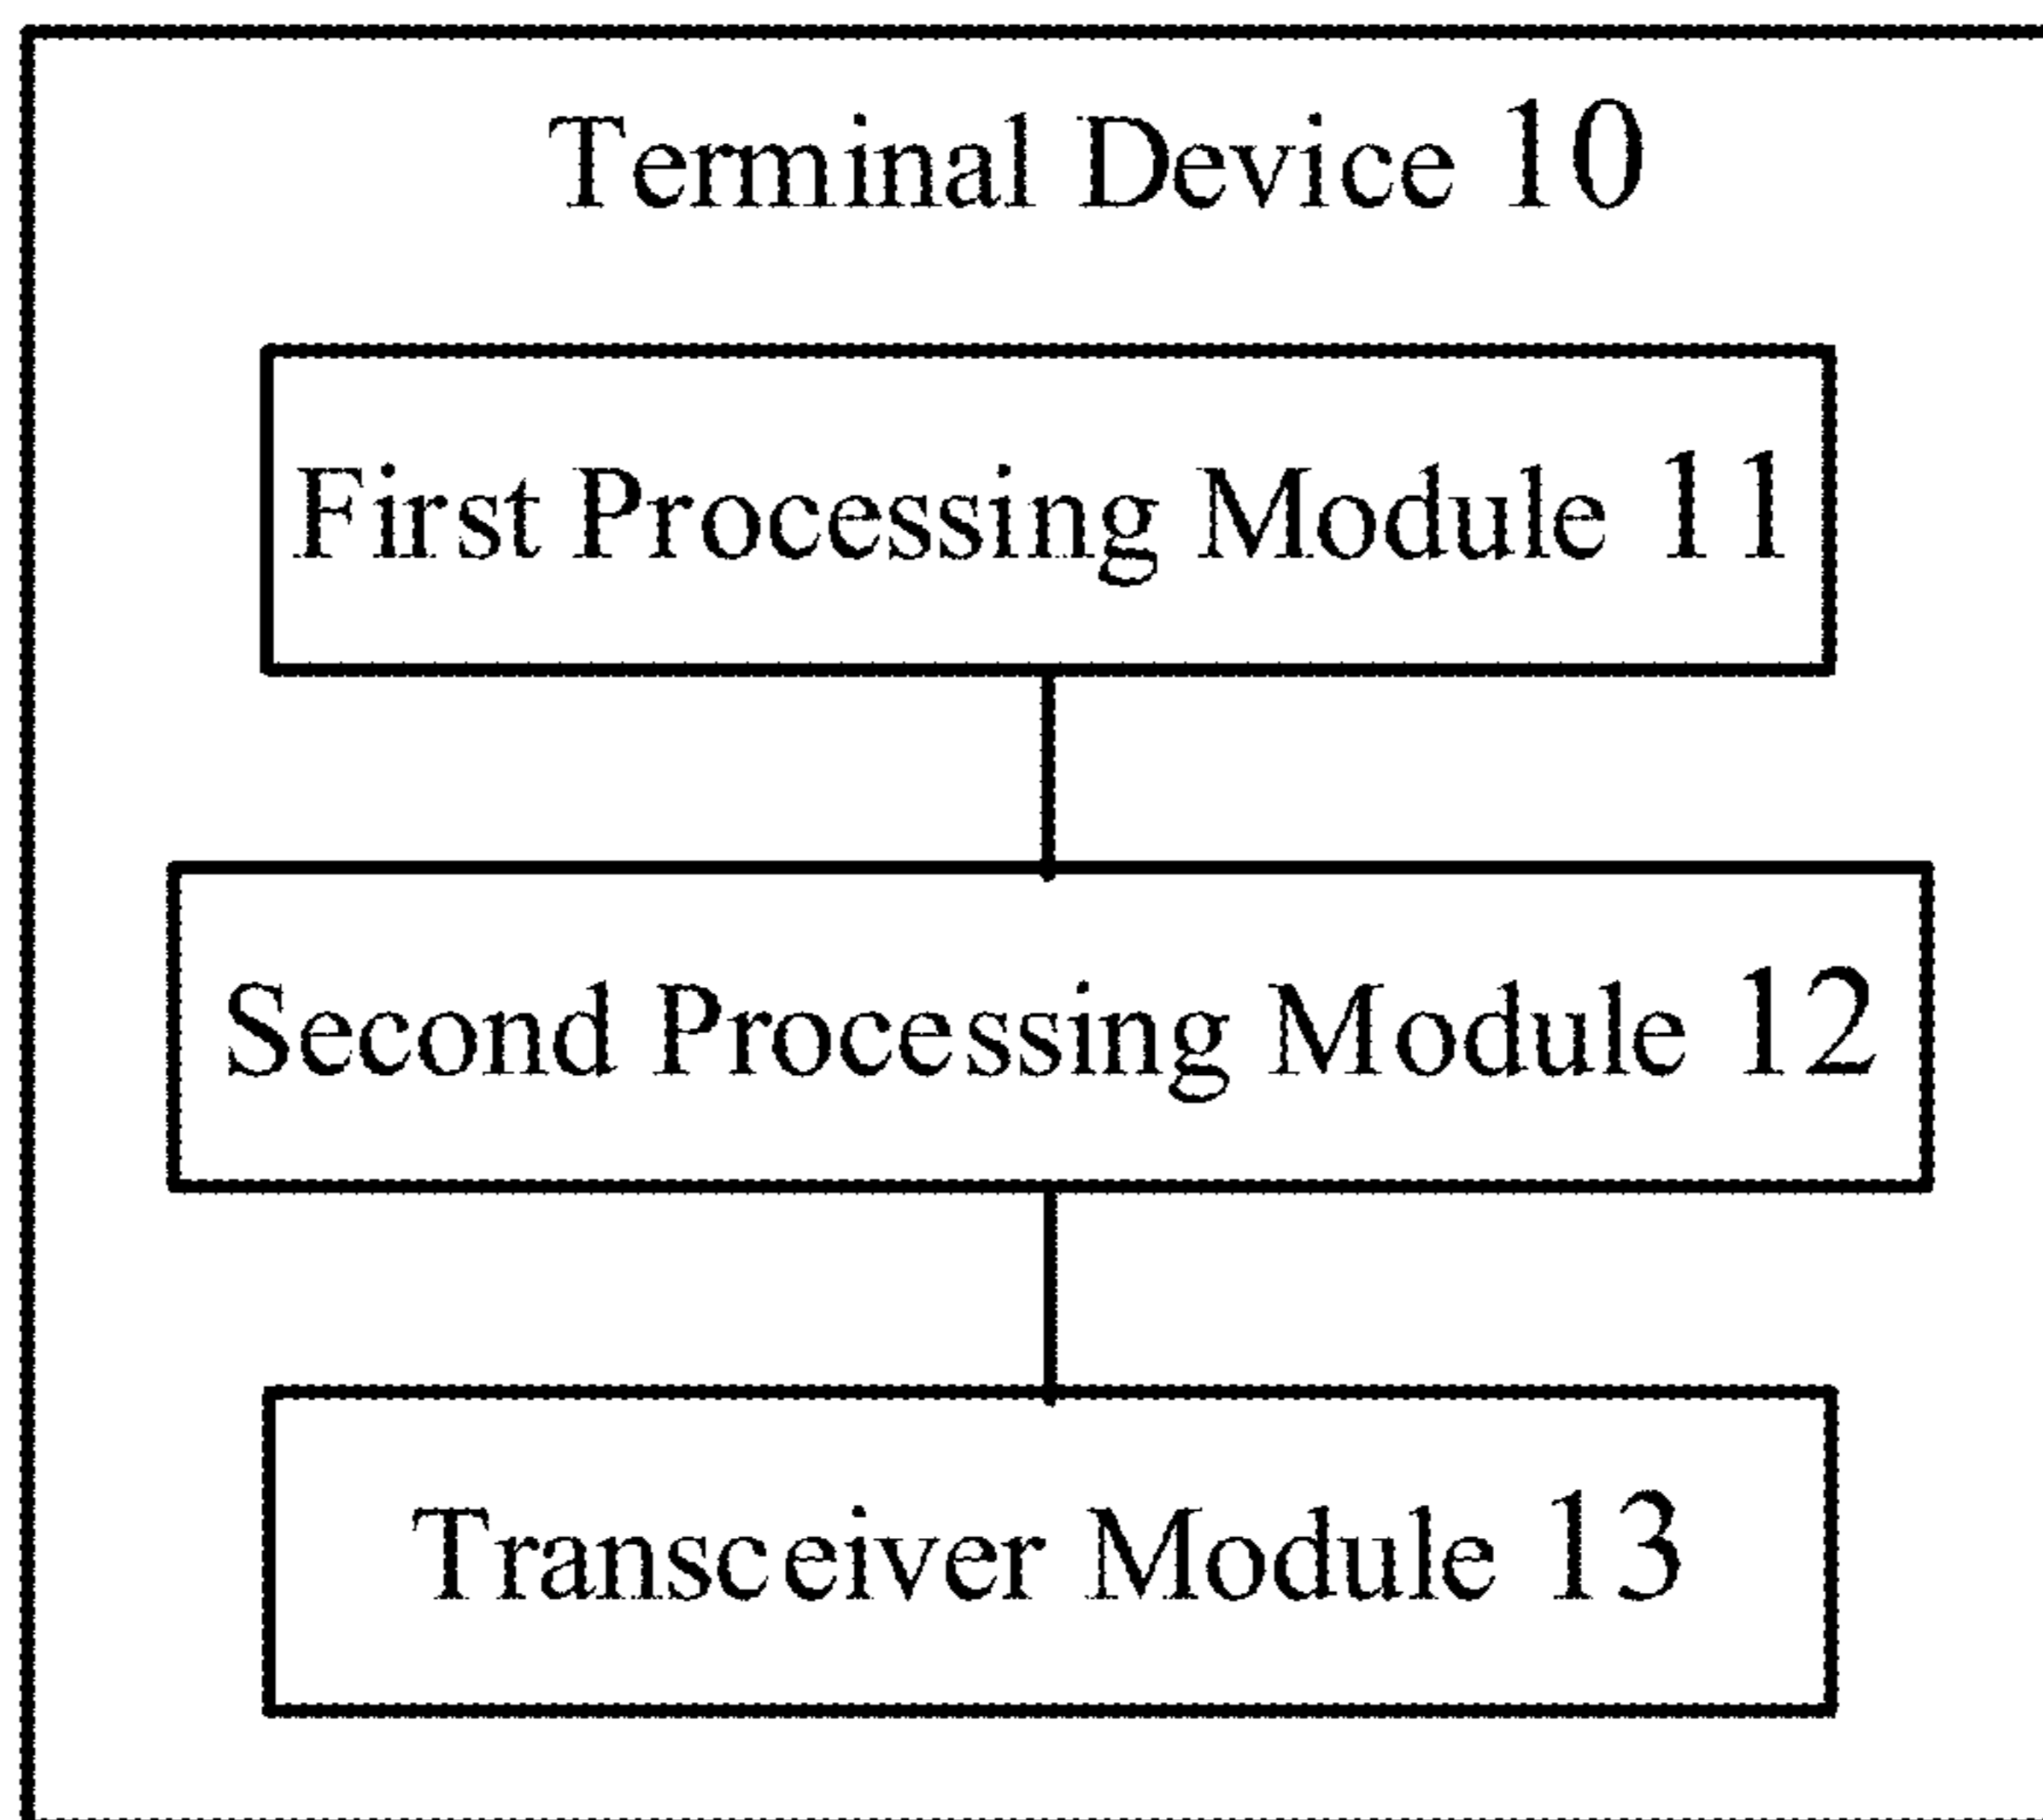 Terminal Device 10
First Processing Module 11
Second Processing Module 12
Transceiver Module 13